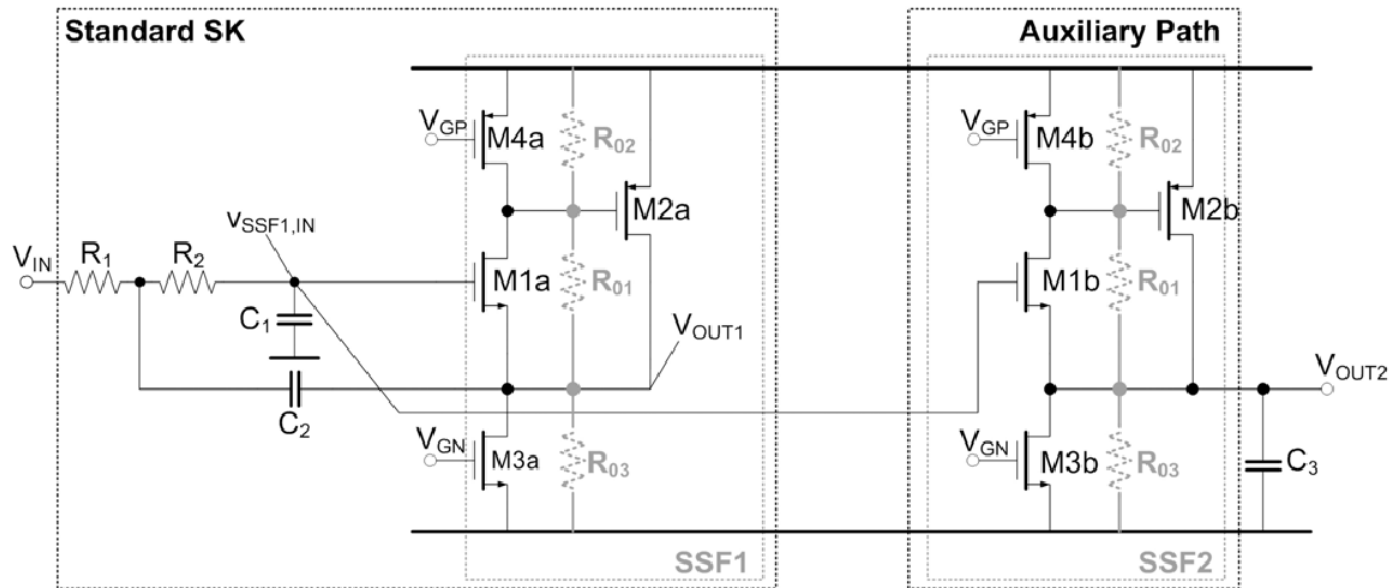 Standard SK
Auxiliary Path
V_GP
M4a
R_02
V_GP
M4b
R_02
M2a
M2b
V_SSF1,IN
V_IN
R_1
R_2
M1a
R_01
M1b
R_01
C_1
V_OUT1
V_OUT2
C_2
V_GN
M3a
R_03
V_GN
M3b
R_03
C_3
SSF1
SSF2